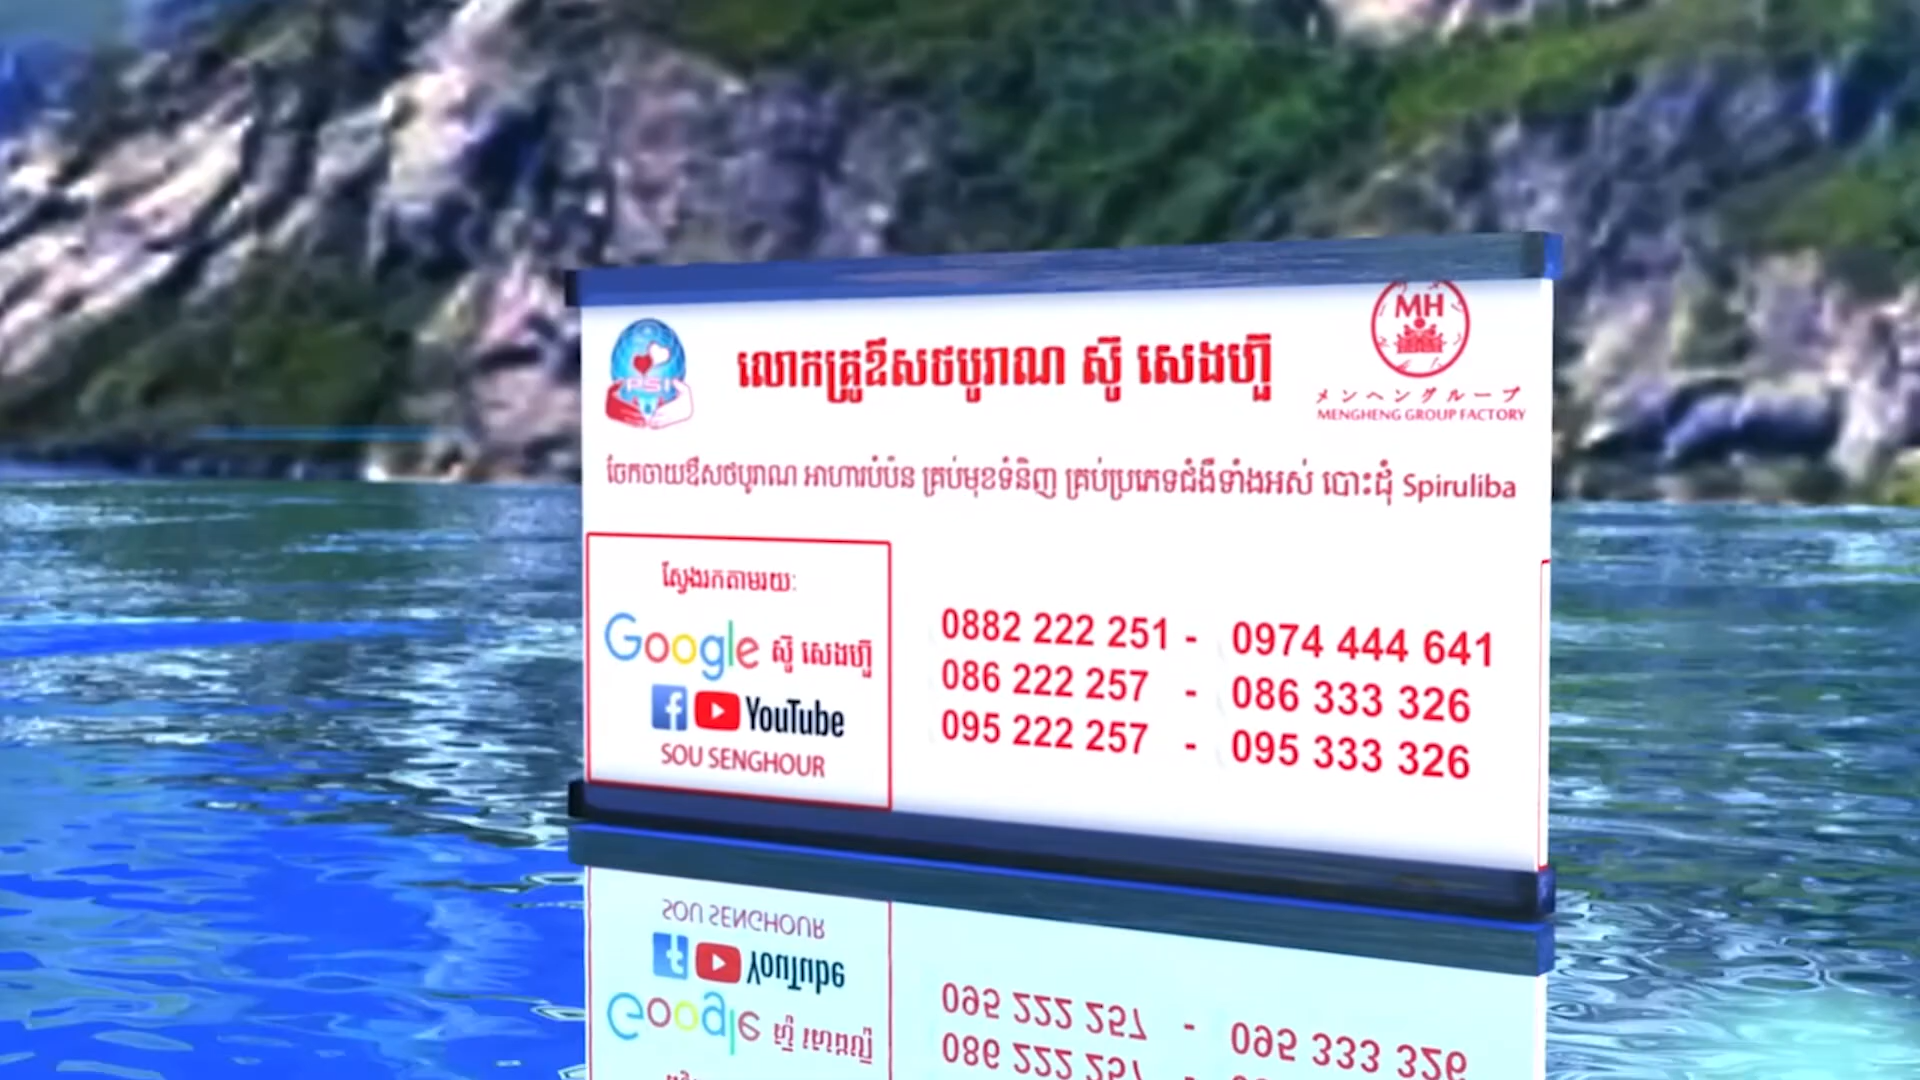 MH
PSI
លោកគ្រូឱសថបូរាណ ស៊ូ សេងហ៊ួ
メンヘングループ
MENGHENG GROUP FACTORY
ចែកចាយឱសថបូរាណ អាហារបំប៉ន គ្រប់មុខទំនិញ គ្រប់ប្រភេទជំងឺទាំងអស់ បោះដុំ Spiruliba
ស្វែងរកតាមរយៈ
Google ស៊ូ សេងហ៊ួ
YouTube
SOU SENGHOUR
0882 222 251 - 0974 444 641
086 222 257 - 086 333 326
095 222 257 - 095 333 326